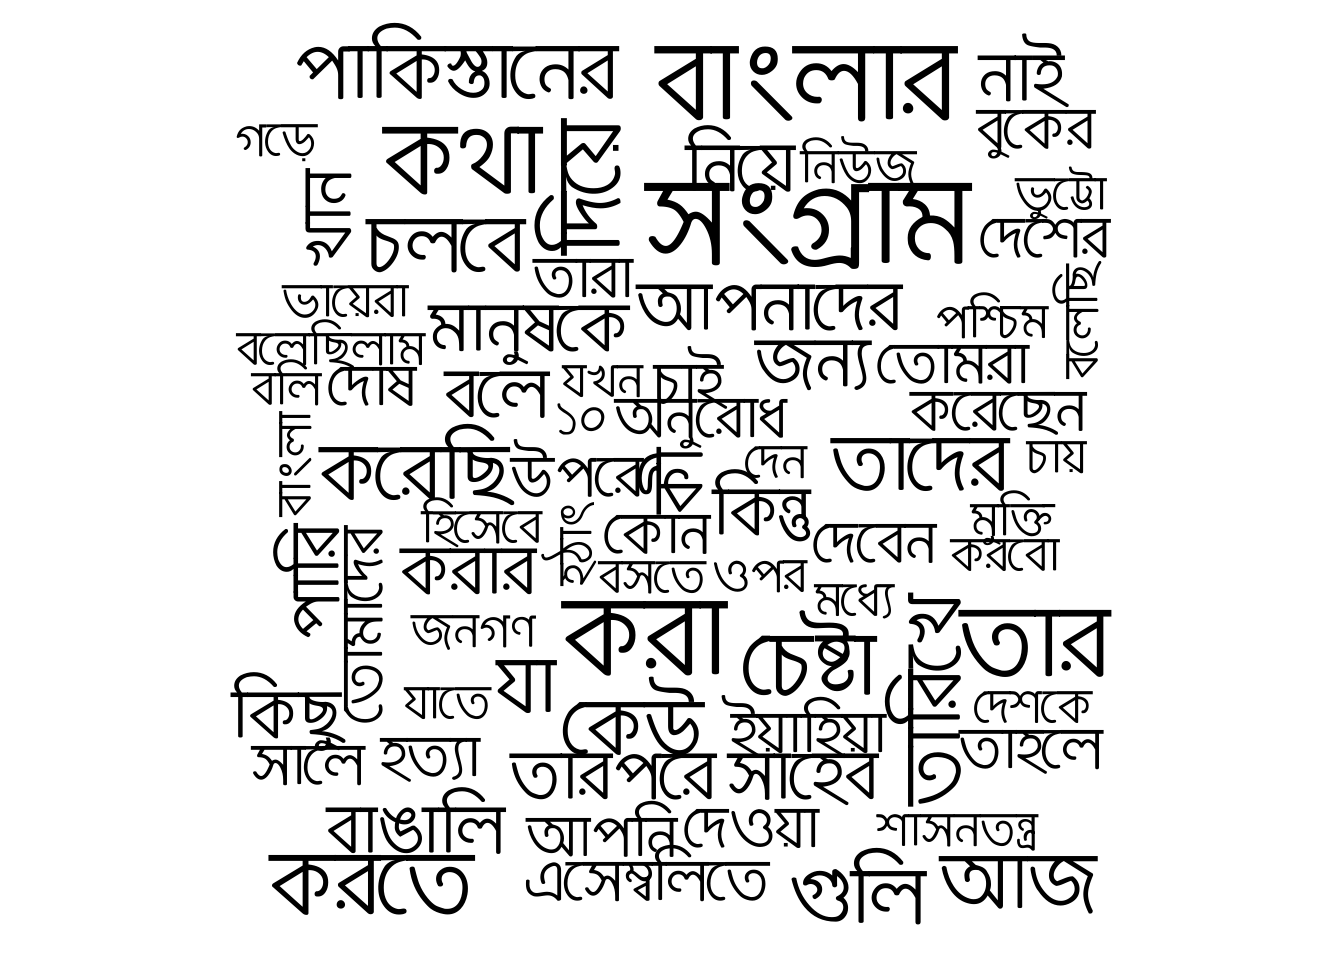 পাকিস্তানের বাংলার নাই
বুকের
গড়ে কথা নিয়ে নিউজ
সংগ্রাম ভুট্টো
চলবে দেশের
তারা
ভায়েরা মানুষকে আপনাদের পশ্চিম
বলেছিলাম জন্য তোমরা
বলি দোষ বলে যখন চাই
১০ অনুরোধ করেছেন
বাংলা
করেছি উপরে দেন তাদের চায়
কিন্তু মুক্তি
হিসেবে কোন দেবেন করবো
পারি তোমাদের করার বসতে ওপর
মধ্যে
জনগণ করা চেষ্টা তারিখে তার
যা
কিছু যাতে কেউ ইয়াহিয়া দেশকে
সালে হত্যা তারপরে সাহেব তাহলে
বাঙালি আপনি দেওয়া শাসনতন্ত্র
করতে এসেম্বলিতে গুলি আজ